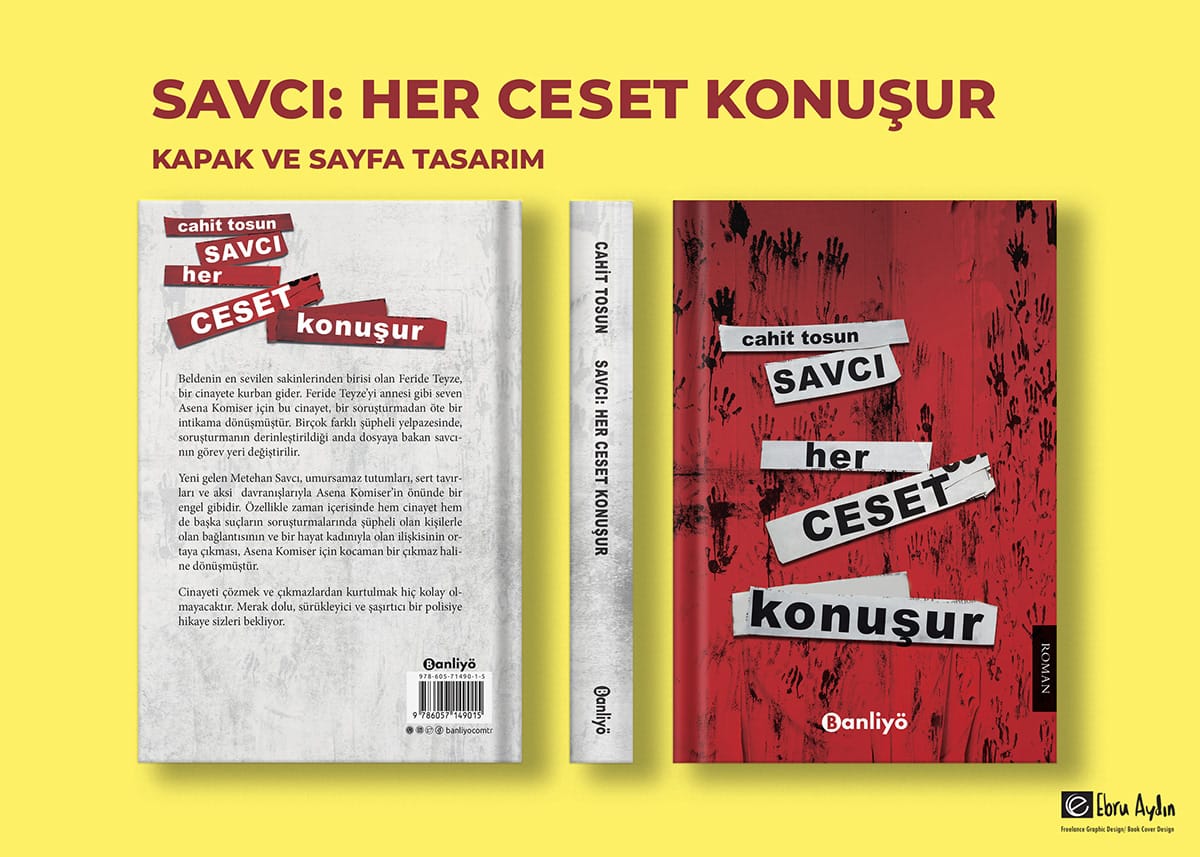 SAVCI: HER CESET KONUŞUR
KAPAK VE SAYFA TASARIM
cahit tosun
SAVCI
her
CESET
konuşur
Beldenin en sevilen sakinlerinden birisi olan Feride Teyze,
bir cinayete kurban gider. Feride Teyze'yi annesi gibi seven
Asena Komiser için bu cinayet, bir soruşturmadan öte bir
intikama dönüşmüştür. Birçok farklı şüpheli yelpazesinde,
soruşturmanın derinleştirildiği anda dosyaya bakan savcı-
nın görev yeri değiştirilir.
Yeni gelen Metehan Savcı, umursamaz tutumları, sert tavır-
ları ve aksi davranışlarıyla Asena Komiser'in önünde bir
engel gibidir. Özellikle zaman içerisinde hem cinayet hem
de başka suçların soruşturmalarında şüpheli olan kişilerle
olan bağlantısının ve bir hayat kadınıyla olan ilişkisinin or-
taya çıkması, Asena Komiser için kocaman bir çıkmaz hali-
ne dönüşmüştür.
Cinayeti çözmek ve çıkmazlardan kurtulmak hiç kolay ol-
mayacaktır. Merak dolu, sürükleyici ve şaşırtıcı bir polisiye
hikaye sizleri bekliyor.
Banliyö
978-605-71490-1-5
9 786057 149015
banliyocomtr
CAHİT TOSUN SAVCI: HER CESET KONUŞUR
Banliyö
cahit tosun
SAVCI
her
CESET
konuşur
ROMAN
Banliyö
Ebru Aydın
Freelance Graphic Design/ Book Cover Design